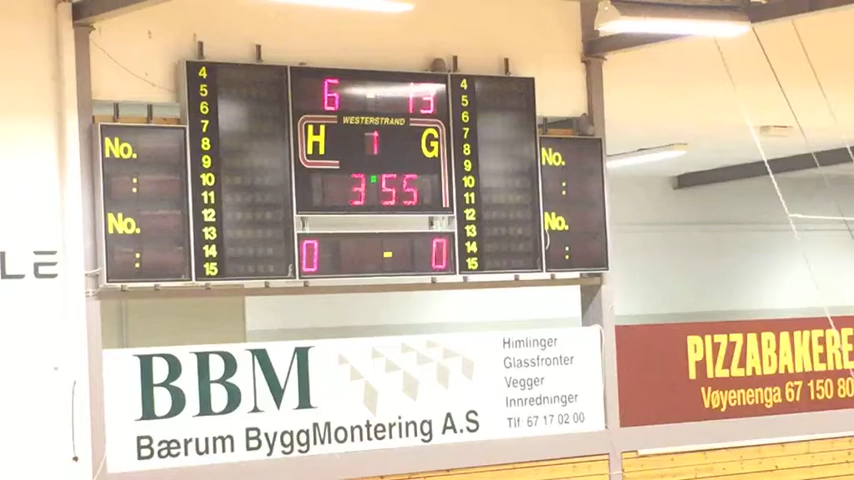 LE
4 6 - 13 4
5 5
6 WESTERSTRAND 6
7 7
No. 8 H 1 G 8 No.
: 9 9 :
10 3:55 10
11 11
No. 12 12 No.
13 13
: 14 0 - 0 14 :
15 15
BBM
Bærum ByggMontering A.S
Himlinger
Glassfronter
Vegger
Innredninger
Tlf: 67 17 02 00
PIZZABAKERE
Vøyenenga 67 150 80